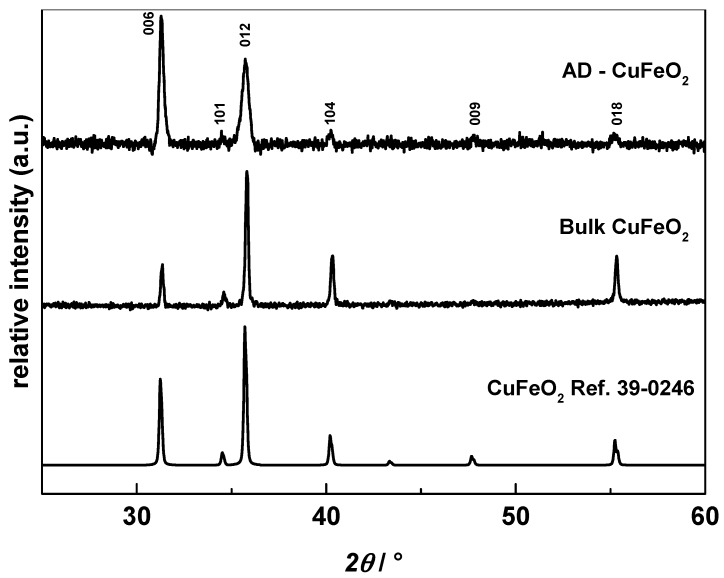 006
012
AD - CuFeO₂
101
104
009
018
Bulk CuFeO₂
CuFeO₂ Ref. 39-0246
relative intensity (a.u.)
30
40
50
60
2θ / °